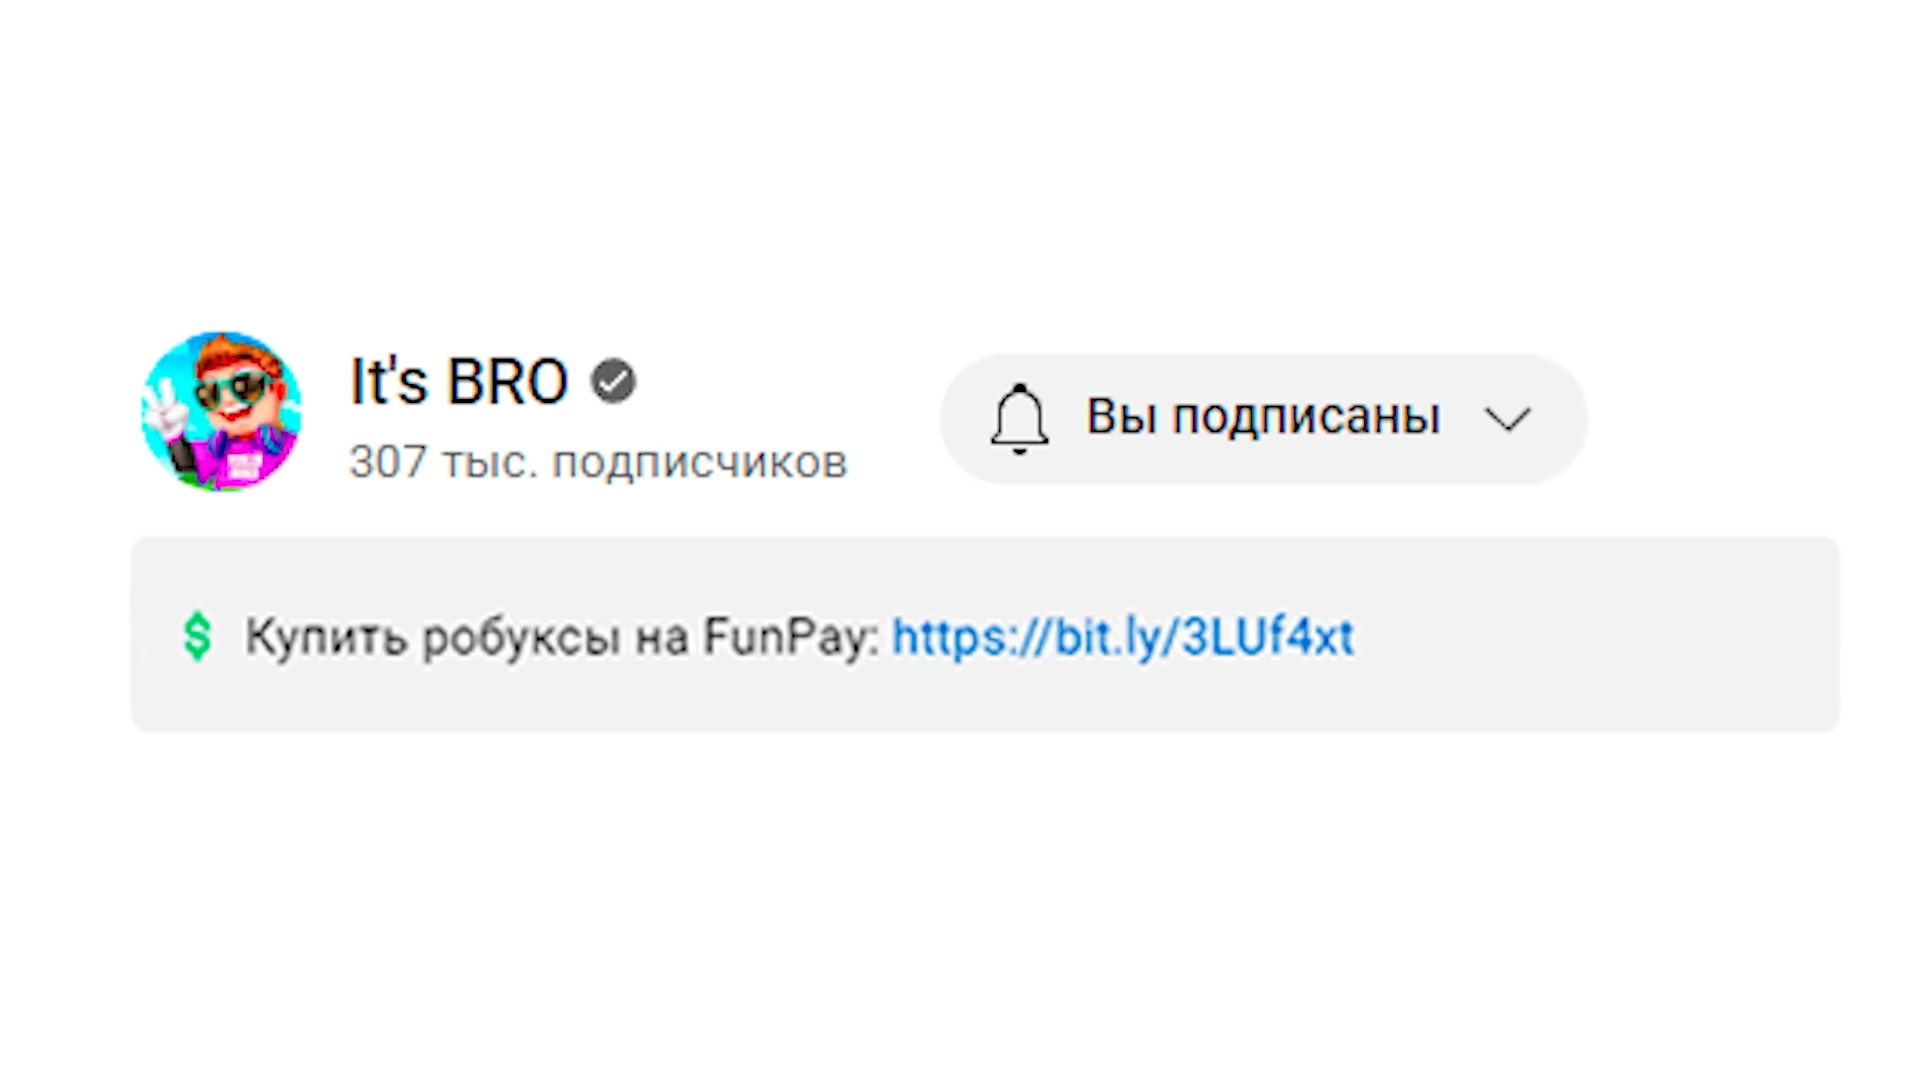 It's BRO
307 тыс. подписчиков
Вы подписаны
$ Купить робуксы на FunPay: https://bit.ly/3LUf4xt